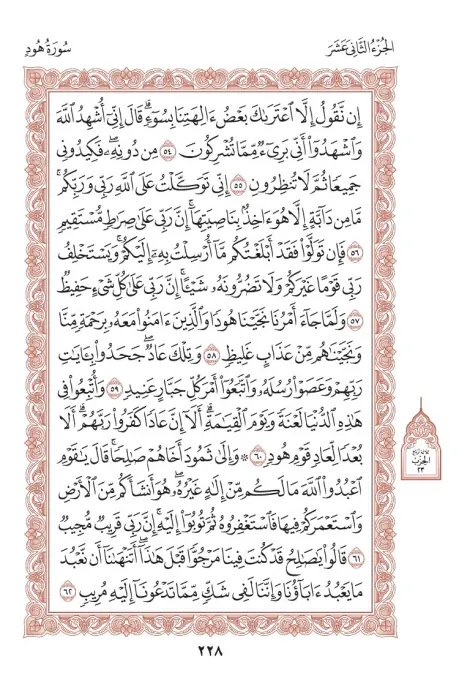 الجُزْءُ الثَّانِي عَشَرَ
سُورَةُ هُودٍ
إِن نَّقُولُ إِلَّا ٱعْتَرَىٰكَ بَعْضُ ءَالِهَتِنَا بِسُوٓءٍۗ قَالَ إِنِّيٓ أُشْهِدُ ٱللَّهَ
وَٱشْهَدُوٓاْ أَنِّي بَرِيٓءٞ مِّمَّا تُشْرِكُونَ ٥٤ مِن دُونِهِۦۖ فَكِيدُونِي
جَمِيعٗا ثُمَّ لَا تُنظِرُونِ ٥٥ إِنِّي تَوَكَّلْتُ عَلَى ٱللَّهِ رَبِّي وَرَبِّكُمۚ
مَّا مِن دَآبَّةٍ إِلَّا هُوَ ءَاخِذُۢ بِنَاصِيَتِهَآۚ إِنَّ رَبِّي عَلَىٰ صِرَٰطٖ مُّسْتَقِيمٖ
٥٦ فَإِن تَوَلَّوْاْ فَقَدْ أَبْلَغْتُكُم مَّآ أُرْسِلْتُ بِهِۦٓ إِلَيْكُمْۚ وَيَسْتَخْلِفُ
رَبِّي قَوْمًا غَيْرَكُمْ وَلَا تَضُرُّونَهُۥ شَيْـًٔاۚ إِنَّ رَبِّي عَلَىٰ كُلِّ شَيْءٍ حَفِيظٞ
٥٧ وَلَمَّا جَآءَ أَمْرُنَا نَجَّيْنَا هُودٗا وَٱلَّذِينَ ءَامَنُواْ مَعَهُۥ بِرَحْمَةٖ مِّنَّا
وَنَجَّيْنَٰهُم مِّنْ عَذَابٍ غَلِيظٖ ٥٨ وَتِلْكَ عَادٞۖ جَحَدُواْ بِـَٔايَٰتِ
رَبِّهِمْ وَعَصَوْاْ رُسُلَهُۥ وَٱتَّبَعُوٓاْ أَمْرَ كُلِّ جَبَّارٍ عَنِيدٖ ٥٩ وَأُتْبِعُواْ فِي
هَٰذِهِ ٱلدُّنْيَا لَعْنَةٗ وَيَوْمَ ٱلْقِيَٰمَةِۗ أَلَآ إِنَّ عَادٗا كَفَرُواْ رَبَّهُمْۗ أَلَا
بُعْدٗا لِّعَادٖ قَوْمِ هُودٖ ٦٠ ۞ وَإِلَىٰ ثَمُودَ أَخَاهُمْ صَٰلِحٗاۚ قَالَ يَٰقَوْمِ
ٱعْبُدُواْ ٱللَّهَ مَا لَكُم مِّنْ إِلَٰهٍ غَيْرُهُۥۖ هُوَ أَنشَأَكُم مِّنَ ٱلْأَرْضِ
وَٱسْتَعْمَرَكُمْ فِيهَا فَٱسْتَغْفِرُوهُ ثُمَّ تُوبُوٓاْ إِلَيْهِۚ إِنَّ رَبِّي قَرِيبٞ مُّجِيبٞ
٦١ قَالُواْ يَٰصَٰلِحُ قَدْ كُنتَ فِينَا مَرْجُوّٗا قَبْلَ هَٰذَآۖ أَتَنْهَىٰنَآ أَن نَّعْبُدَ
مَا يَعْبُدُ ءَابَآؤُنَا وَإِنَّنَا لَفِي شَكّٖ مِّمَّا تَدْعُونَآ إِلَيْهِ مُرِيبٖ ٦٢
الحِزْبِ
٢٣
٢٢٨